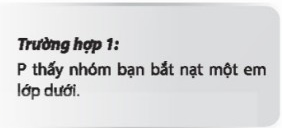 Trường hợp 1:
P thấy nhóm bạn bắt nạt một em
lớp dưới.